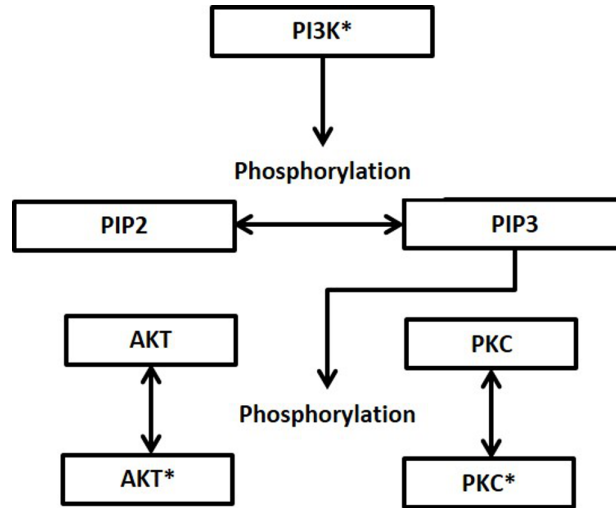 PI3K*
Phosphorylation
PIP2
PIP3
AKT
PKC
Phosphorylation
AKT*
PKC*